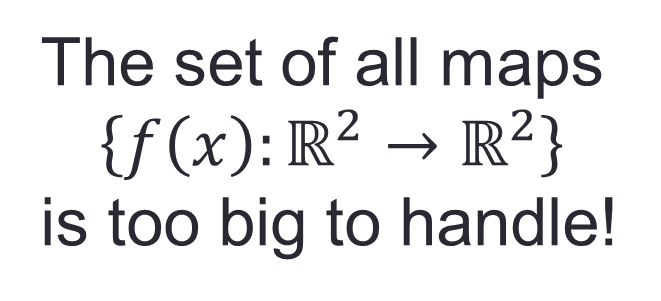 The set of all maps
{𝑓(𝑥): ℝ² → ℝ²}
is too big to handle!